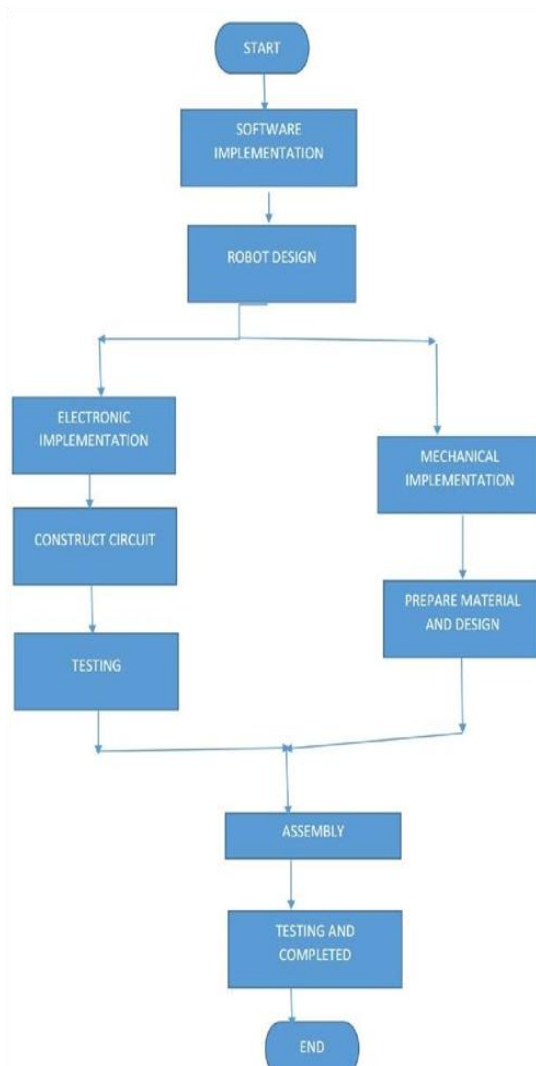 START
SOFTWARE
IMPLEMENTATION
ROBOT DESIGN
ELECTRONIC
IMPLEMENTATION
CONSTRUCT CIRCUIT
TESTING
MECHANICAL
IMPLEMENTATION
PREPARE MATERIAL
AND DESIGN
ASSEMBLY
TESTING AND
COMPLETED
END